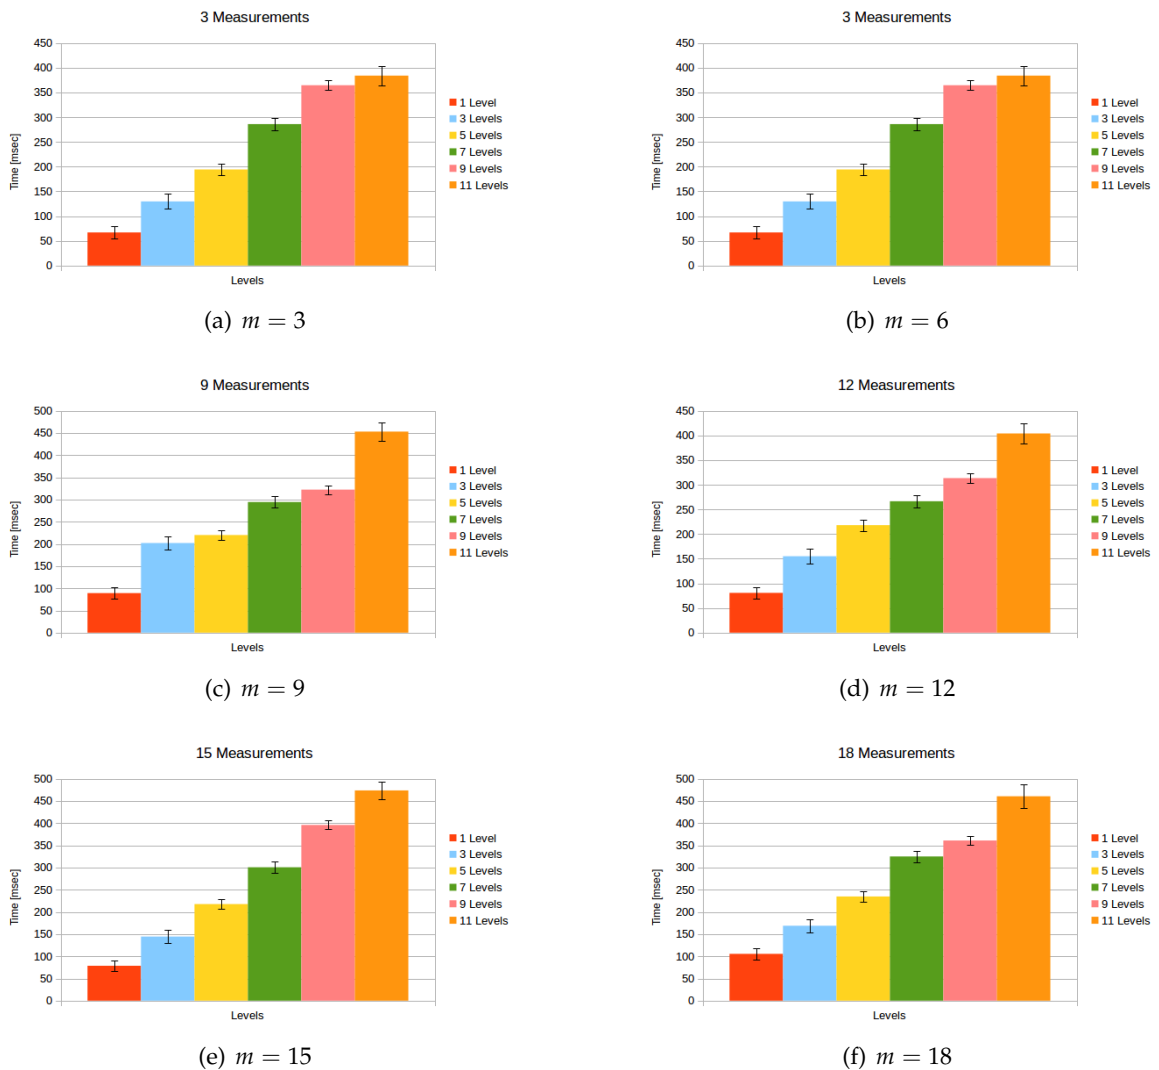 3 Measurements
450
400
350
300
250
200
150
100
50
0
Time [msec]
Levels
1 Level
3 Levels
5 Levels
7 Levels
9 Levels
11 Levels
(a) m = 3
3 Measurements
450
400
350
300
250
200
150
100
50
0
Time [msec]
Levels
1 Level
3 Levels
5 Levels
7 Levels
9 Levels
11 Levels
(b) m = 6
9 Measurements
500
450
400
350
300
250
200
150
100
50
0
Time [msec]
Levels
1 Level
3 Levels
5 Levels
7 Levels
9 Levels
11 Levels
(c) m = 9
12 Measurements
450
400
350
300
250
200
150
100
50
0
Time [msec]
Levels
1 Level
3 Levels
5 Levels
7 Levels
9 Levels
11 Levels
(d) m = 12
15 Measurements
500
450
400
350
300
250
200
150
100
50
0
Time [msec]
Levels
1 Level
3 Levels
5 Levels
7 Levels
9 Levels
11 Levels
(e) m = 15
18 Measurements
500
450
400
350
300
250
200
150
100
50
0
Time [msec]
Levels
1 Level
3 Levels
5 Levels
7 Levels
9 Levels
11 Levels
(f) m = 18